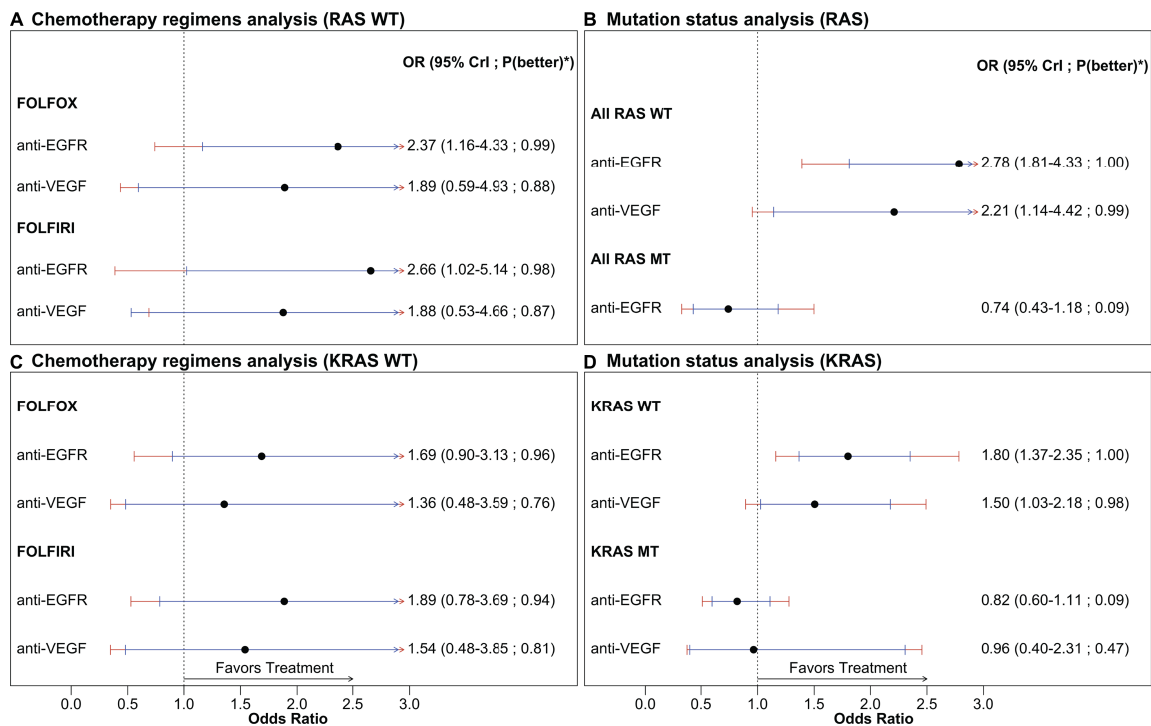 A Chemotherapy regimens analysis (RAS WT)
OR (95% CrI ; P(better)*)
FOLFOX
anti-EGFR 2.37 (1.16-4.33 ; 0.99)
anti-VEGF 1.89 (0.59-4.93 ; 0.88)
FOLFIRI
anti-EGFR 2.66 (1.02-5.14 ; 0.98)
anti-VEGF 1.88 (0.53-4.66 ; 0.87)
B Mutation status analysis (RAS)
OR (95% CrI ; P(better)*)
All RAS WT
anti-EGFR 2.78 (1.81-4.33 ; 1.00)
anti-VEGF 2.21 (1.14-4.42 ; 0.99)
All RAS MT
anti-EGFR 0.74 (0.43-1.18 ; 0.09)
C Chemotherapy regimens analysis (KRAS WT)
FOLFOX
anti-EGFR 1.69 (0.90-3.13 ; 0.96)
anti-VEGF 1.36 (0.48-3.59 ; 0.76)
FOLFIRI
anti-EGFR 1.89 (0.78-3.69 ; 0.94)
anti-VEGF 1.54 (0.48-3.85 ; 0.81)
Favors Treatment
0.0 0.5 1.0 1.5 2.0 2.5 3.0
Odds Ratio
D Mutation status analysis (KRAS)
KRAS WT
anti-EGFR 1.80 (1.37-2.35 ; 1.00)
anti-VEGF 1.50 (1.03-2.18 ; 0.98)
KRAS MT
anti-EGFR 0.82 (0.60-1.11 ; 0.09)
anti-VEGF 0.96 (0.40-2.31 ; 0.47)
Favors Treatment
0.0 0.5 1.0 1.5 2.0 2.5 3.0
Odds Ratio